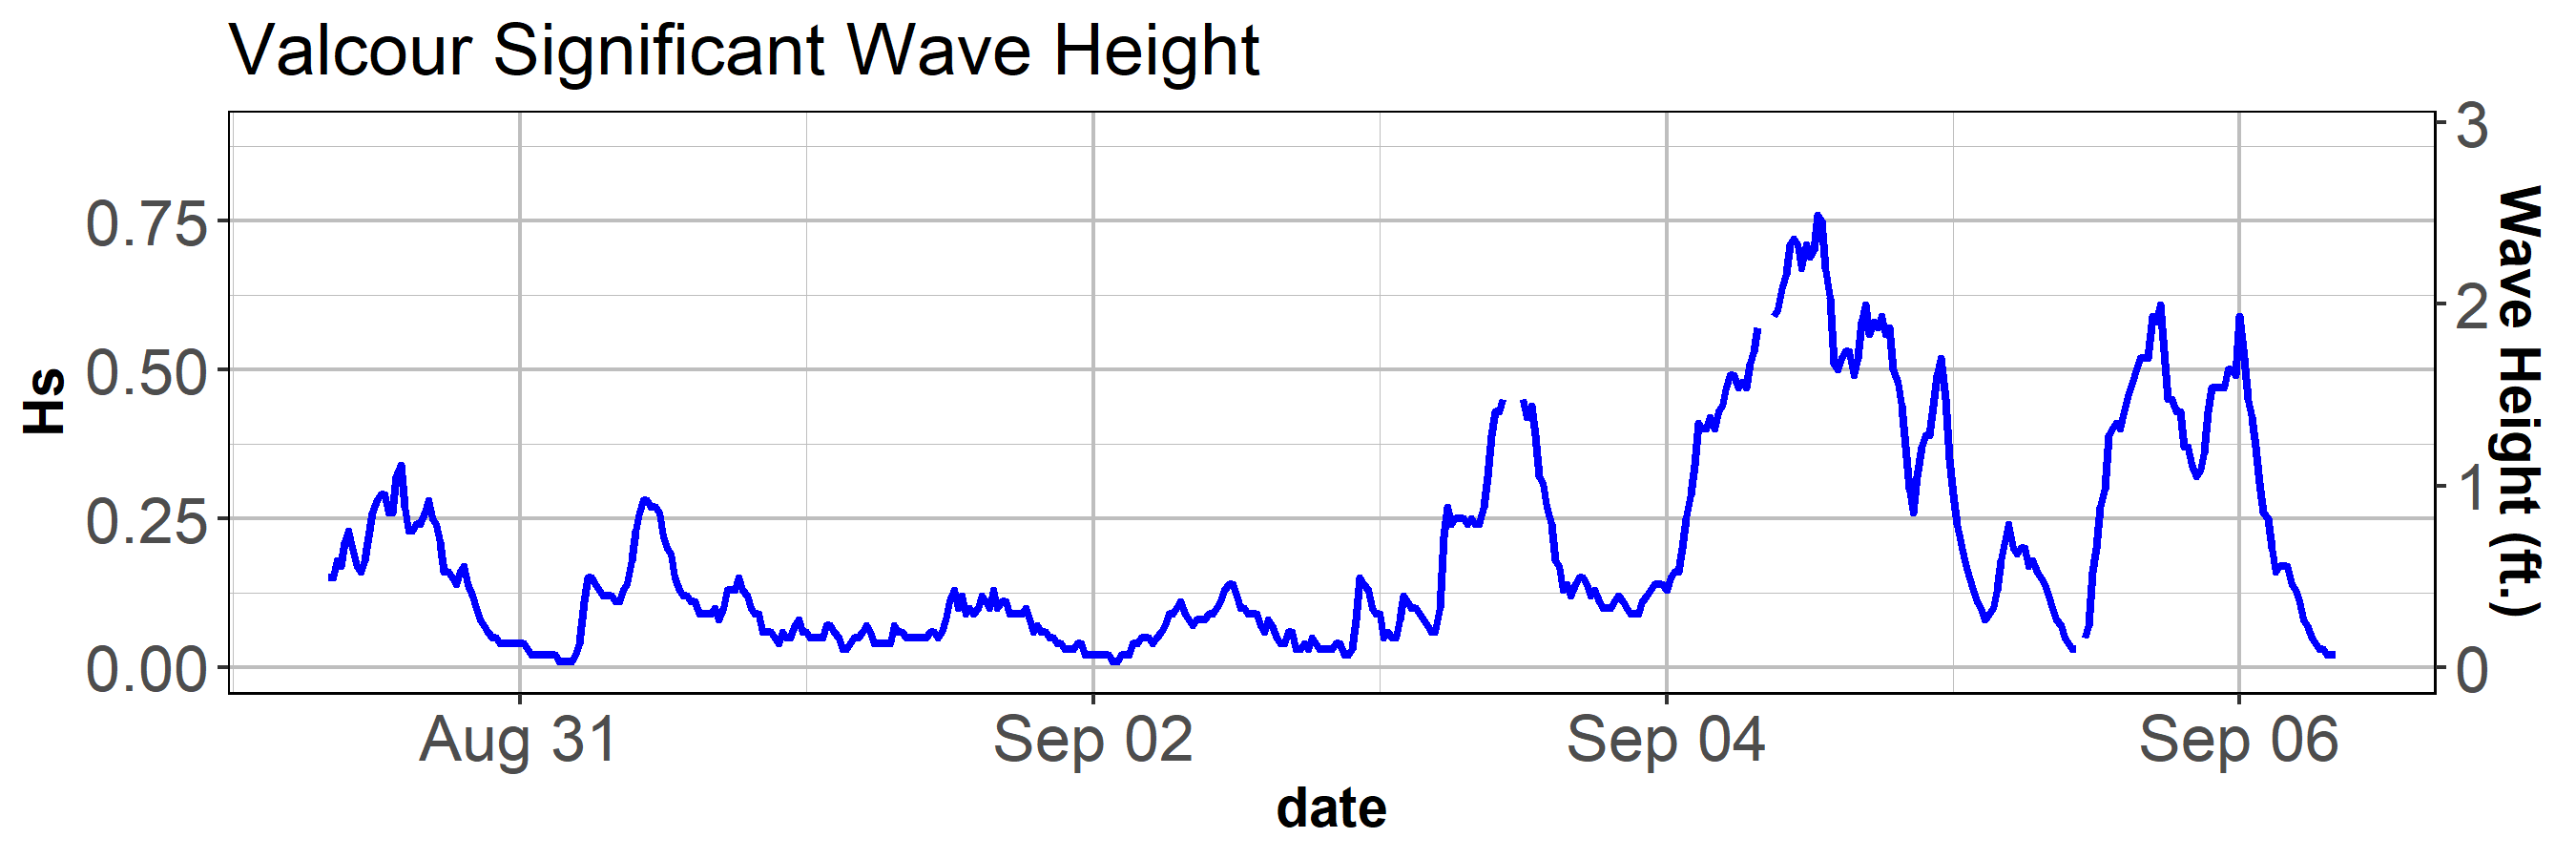 Valcour Significant Wave Height
Hs
0.75
0.50
0.25
0.00
3
2
1
0
Wave Height (ft.)
Aug 31
Sep 02
Sep 04
Sep 06
date